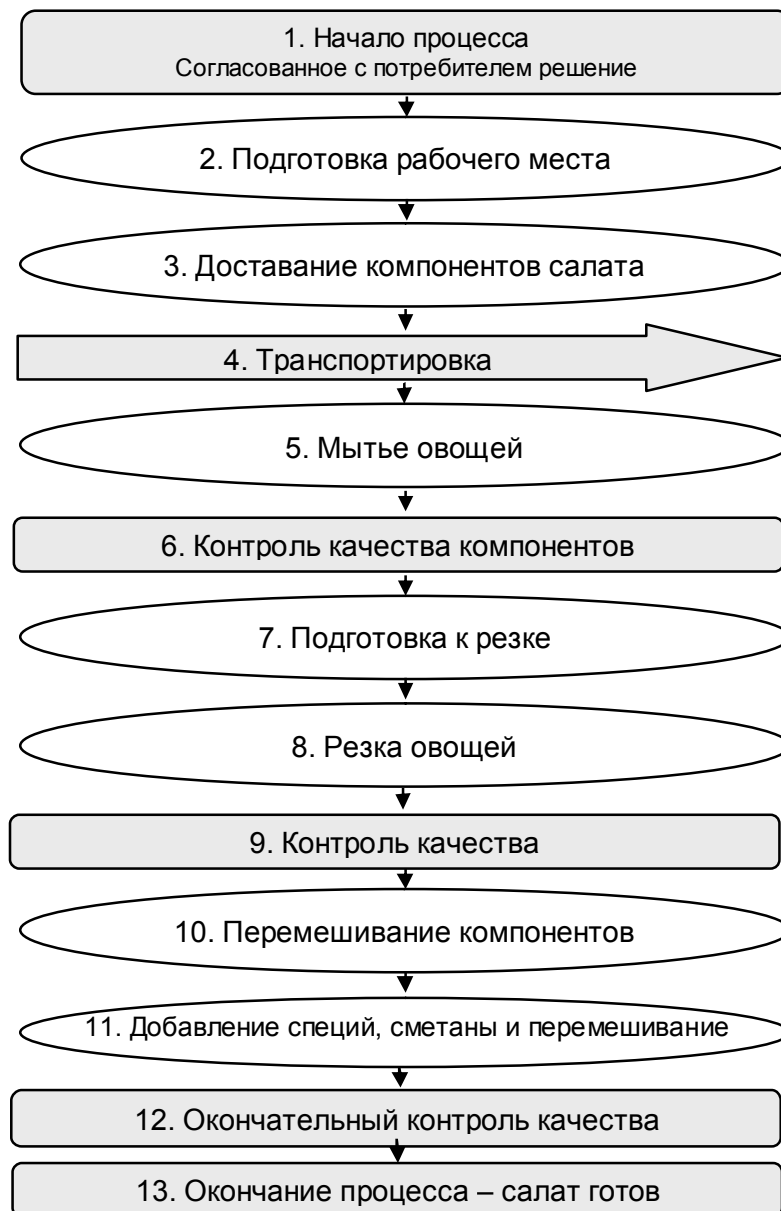 1. Начало процесса
Согласованное с потребителем решение
2. Подготовка рабочего места
3. Доставание компонентов салата
4. Транспортировка
5. Мытье овощей
6. Контроль качества компонентов
7. Подготовка к резке
8. Резка овощей
9. Контроль качества
10. Перемешивание компонентов
11. Добавление специй, сметаны и перемешивание
12. Окончательный контроль качества
13. Окончание процесса – салат готов